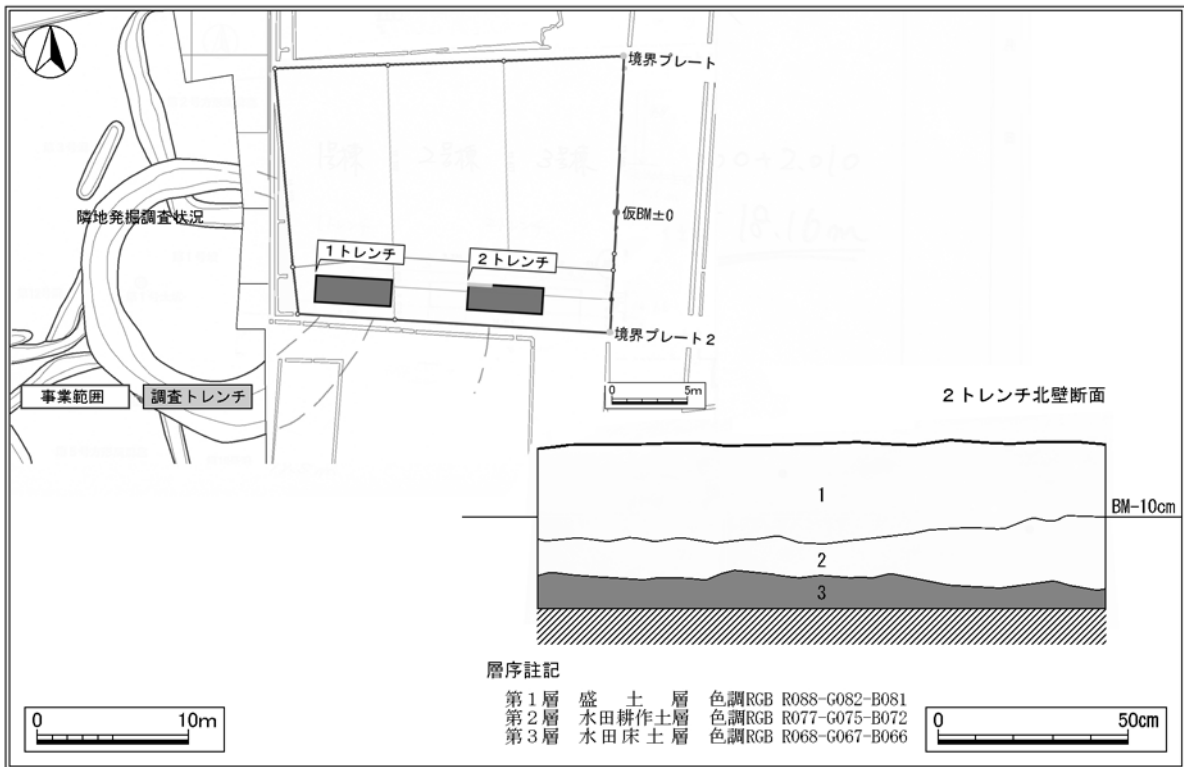 境界プレート
仮BM±0
隣地発掘調査状況
1トレンチ
2トレンチ
境界プレート2
事業範囲
調査トレンチ
0 5m
2トレンチ北壁断面
1
BM-10cm
2
3
層序註記
第1層 盛土層 色調RGB R088-G082-B081
第2層 水田耕作土層 色調RGB R077-G075-B072
第3層 水田床土層 色調RGB R068-G067-B066
0 10m
0 50cm